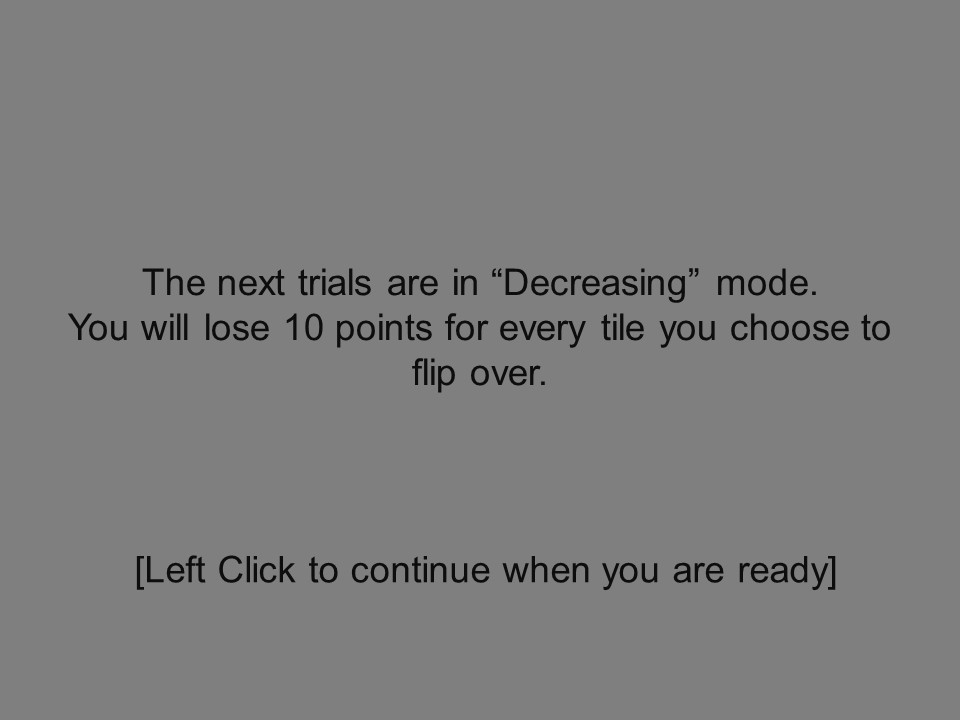 The next trials are in “Decreasing” mode.
You will lose 10 points for every tile you choose to
flip over.
[Left Click to continue when you are ready]